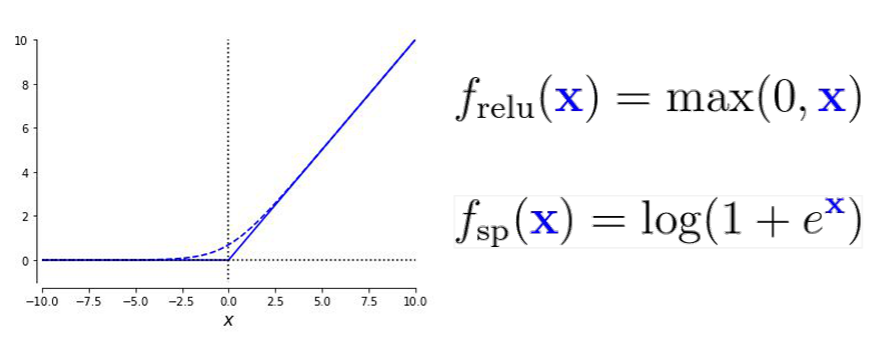 10
8
6
4
2
0
−10.0 −7.5 −5.0 −2.5 0.0 2.5 5.0 7.5 10.0
x
f_relu(x) = max(0, x)
f_sp(x) = log(1 + e^x)